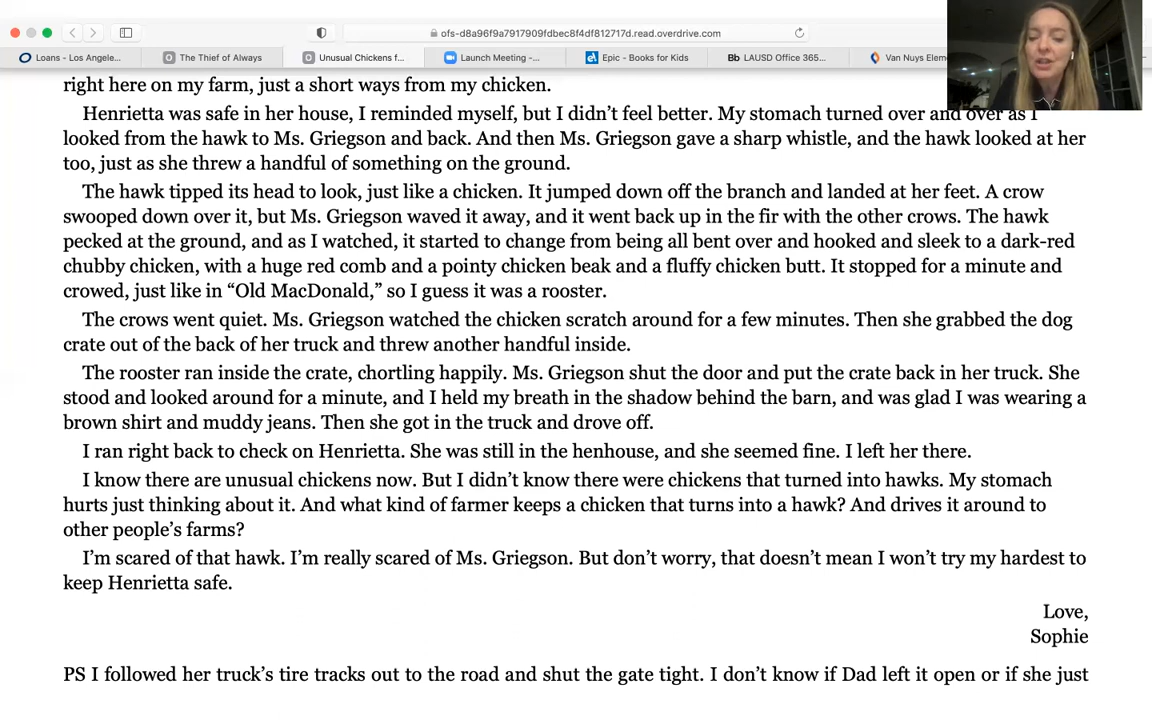 ofs-d8a96f9a7917909fdbec8f4df812717d.read.overdrive.com
Loans - Los Angele...
The Thief of Always
Unusual Chickens f...
Launch Meeting -...
Epic - Books for Kids
Bb LAUSD Office 365...
Van Nuys Elem
right here on my farm, just a short ways from my chicken.
Henrietta was safe in her house, I reminded myself, but I didn’t feel better. My stomach turned over and over as I
looked from the hawk to Ms. Griegson and back. And then Ms. Griegson gave a sharp whistle, and the hawk looked at her
too, just as she threw a handful of something on the ground.
The hawk tipped its head to look, just like a chicken. It jumped down off the branch and landed at her feet. A crow
swooped down over it, but Ms. Griegson waved it away, and it went back up in the fir with the other crows. The hawk
pecked at the ground, and as I watched, it started to change from being all bent over and hooked and sleek to a dark-red
chubby chicken, with a huge red comb and a pointy chicken beak and a fluffy chicken butt. It stopped for a minute and
crowed, just like in “Old MacDonald,” so I guess it was a rooster.
The crows went quiet. Ms. Griegson watched the chicken scratch around for a few minutes. Then she grabbed the dog
crate out of the back of her truck and threw another handful inside.
The rooster ran inside the crate, chortling happily. Ms. Griegson shut the door and put the crate back in her truck. She
stood and looked around for a minute, and I held my breath in the shadow behind the barn, and was glad I was wearing a
brown shirt and muddy jeans. Then she got in the truck and drove off.
I ran right back to check on Henrietta. She was still in the henhouse, and she seemed fine. I left her there.
I know there are unusual chickens now. But I didn’t know there were chickens that turned into hawks. My stomach
hurts just thinking about it. And what kind of farmer keeps a chicken that turns into a hawk? And drives it around to
other people’s farms?
I’m scared of that hawk. I’m really scared of Ms. Griegson. But don’t worry, that doesn’t mean I won’t try my hardest to
keep Henrietta safe.
Love,
Sophie
PS I followed her truck’s tire tracks out to the road and shut the gate tight. I don’t know if Dad left it open or if she just